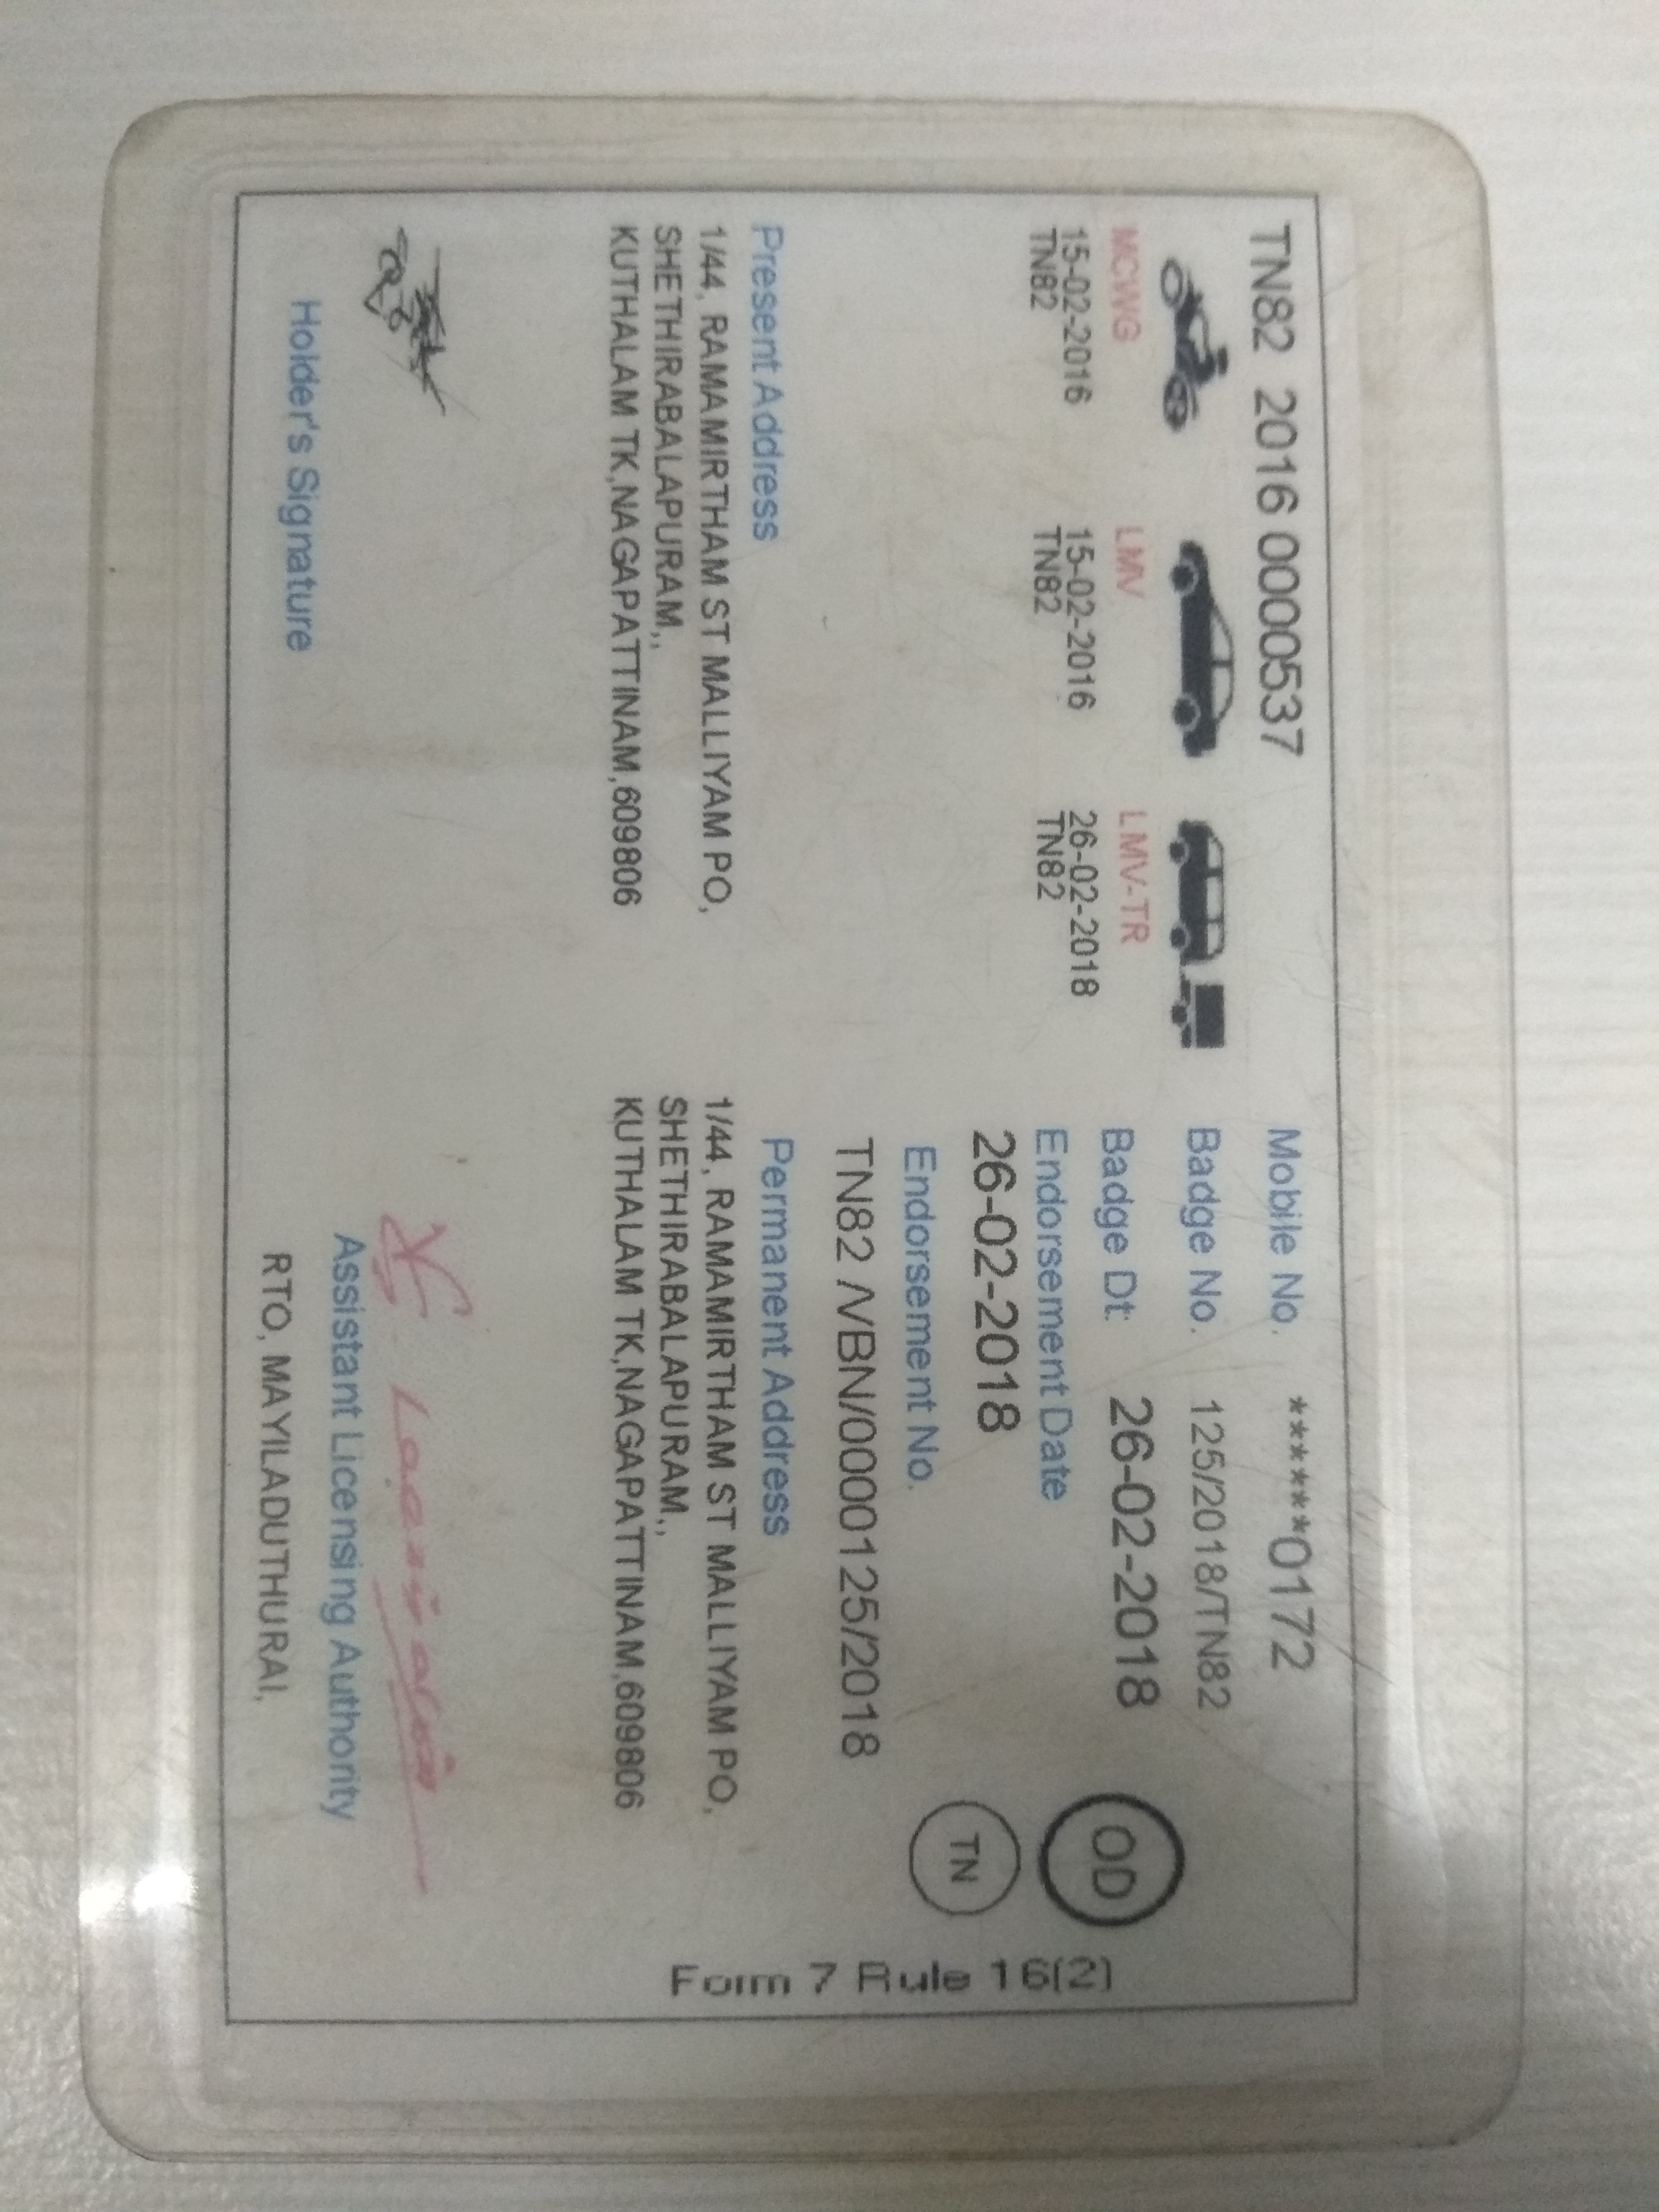 TN82 2016 0000537
MCWG LMV LMV-TR
15-02-2016 15-02-2016 26-02-2018
TN82 TN82 TN82
Mobile No. ******0172
Badge No. 125/2018/TN82
Badge Dt: 26-02-2018
Endorsement Date
26-02-2018
Endorsement No.
TN82 /VBN/0000125/2018
OD
TN
Form 7 Rule 16(2)
Present Address
1/44, RAMAMIRTHAM ST MALLIYAM PO,
SHETHIRABALAPURAM,,
KUTHALAM TK,NAGAPATTINAM,609806
Permanent Address
1/44, RAMAMIRTHAM ST MALLIYAM PO,
SHETHIRABALAPURAM,,
KUTHALAM TK,NAGAPATTINAM,609806
Holder's Signature
Assistant Licensing Authority
RTO, MAYILADUTHURAI,